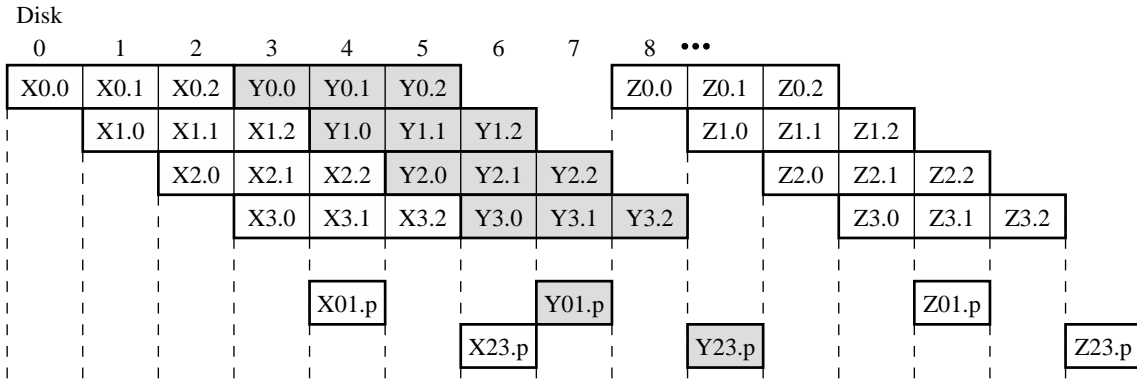 Disk
0 1 2 3 4 5 6 7 8 •••
X0.0 X0.1 X0.2 Y0.0 Y0.1 Y0.2 Z0.0 Z0.1 Z0.2
X1.0 X1.1 X1.2 Y1.0 Y1.1 Y1.2 Z1.0 Z1.1 Z1.2
X2.0 X2.1 X2.2 Y2.0 Y2.1 Y2.2 Z2.0 Z2.1 Z2.2
X3.0 X3.1 X3.2 Y3.0 Y3.1 Y3.2 Z3.0 Z3.1 Z3.2
X01.p Y01.p Z01.p
X23.p Y23.p Z23.p